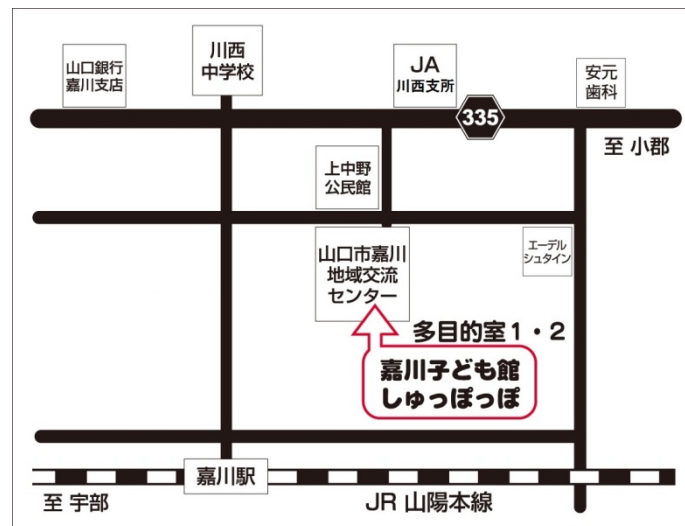 川西
中学校
山口銀行
嘉川支店
JA
川西支所
安元
歯科
335
至 小郡
上中野
公民館
エーデル
シュタイン
山口市嘉川
地域交流
センター
多目的室1・2
嘉川子ども館
しゅっぽっぽ
嘉川駅
至 宇部
JR 山陽本線